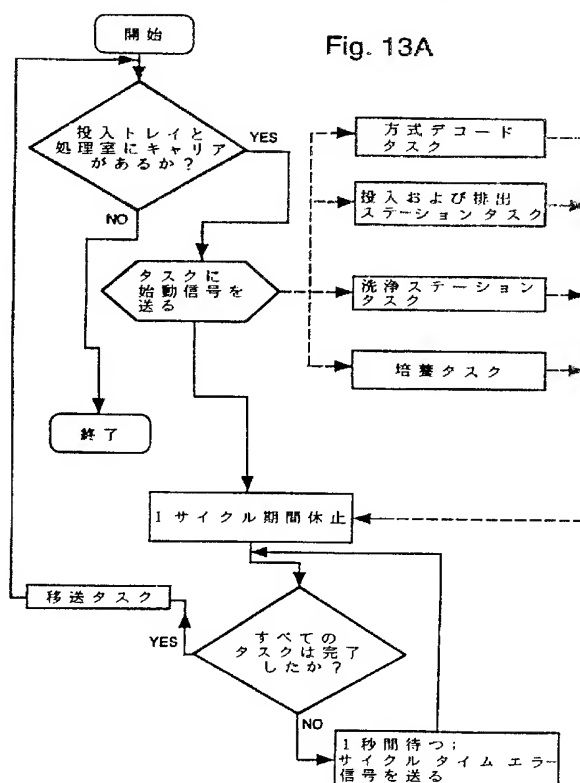 Fig. 13A
開始
投入トレイと
処理室にキャリア
があるか？
YES
NO
タスクに
始動信号を
送る
方式デコード
タスク
投入および排出
ステーションタスク
洗浄ステーション
タスク
培養タスク
終了
1サイクル期間休止
移送タスク
YES
すべての
タスクは完了
したか？
NO
1秒間待つ；
サイクル タイム エラー
信号を送る